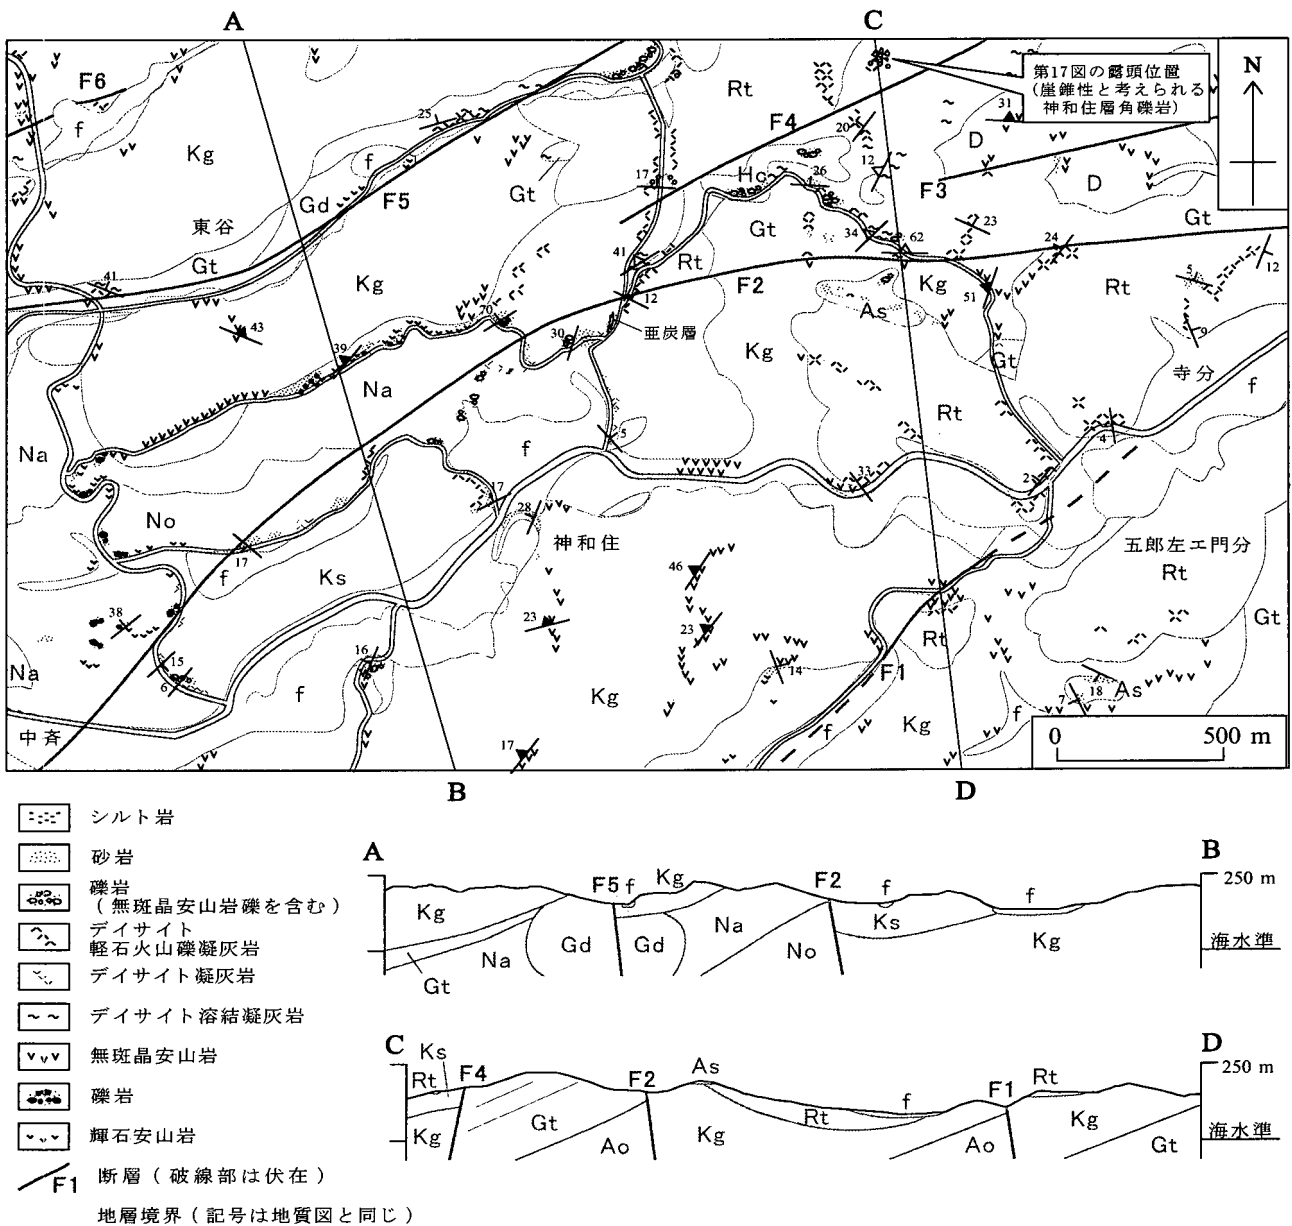 A
C
第17図の露頭位置
(崖錐性と考えられる
神和住層角礫岩)
N
F6
f
Kg
25
f
Gd
F5
東谷
Gt
Gt
Rt
F4
20
31
D
12
F3
D
17
Hc
26
Gt
34
62
23
24
Gt
12
5
9
41
41
Kg
Rt
12
F2
Kg
51
Rt
As
43
70
30
亜炭層
Kg
39
Na
Gt
寺分
f
Rt
4
Na
f
5
33
2
No
17
28
神和住
五郎左エ門分
Rt
17
f
Ks
46
Gt
38
23
23
Rt
Na
15
6
16
14
F1
f
Kg
Kg
f
7
18
As
中斉
17
f
0
500 m
B
D
シルト岩
砂岩
礫岩
(無斑晶安山岩礫を含む)
デイサイト
軽石火山礫凝灰岩
デイサイト凝灰岩
デイサイト溶結凝灰岩
無斑晶安山岩
礫岩
輝石安山岩
F1 断層(破線部は伏在)
地層境界(記号は地質図と同じ)
A
B
F5
f
Kg
F2
f
f
250 m
Kg
Ks
Na
Gd
Gd
Na
No
Kg
海水準
Gt
C
D
Ks
Rt
F4
F2
As
F1
Rt
250 m
f
Gt
Rt
Kg
Kg
Ao
Kg
Ao
Gt
海水準